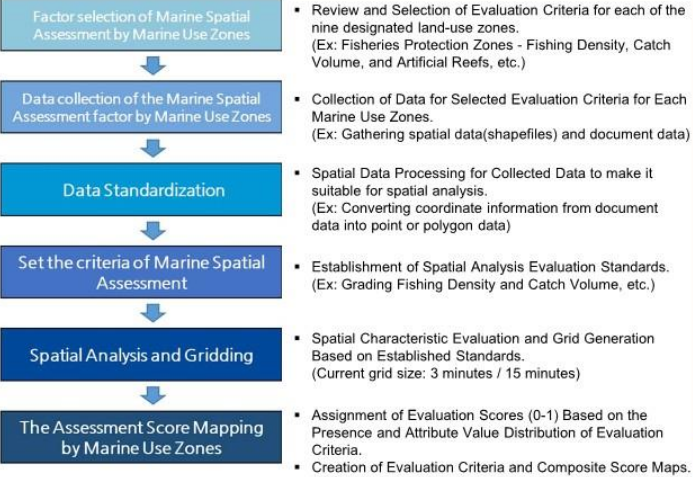 Factor selection of Marine Spatial
Assessment by Marine Use Zones
▪ Review and Selection of Evaluation Criteria for each of the
nine designated land-use zones.
(Ex: Fisheries Protection Zones - Fishing Density, Catch
Volume, and Artificial Reefs, etc.)
Data collection of the Marine Spatial
Assessment factor by Marine Use Zones
▪ Collection of Data for Selected Evaluation Criteria for Each
Marine Use Zones.
(Ex: Gathering spatial data(shapefiles) and document data)
Data Standardization
▪ Spatial Data Processing for Collected Data to make it
suitable for spatial analysis.
(Ex: Converting coordinate information from document
data into point or polygon data)
Set the criteria of Marine Spatial
Assessment
▪ Establishment of Spatial Analysis Evaluation Standards.
(Ex: Grading Fishing Density and Catch Volume, etc.)
Spatial Analysis and Gridding
▪ Spatial Characteristic Evaluation and Grid Generation
Based on Established Standards.
(Current grid size: 3 minutes / 15 minutes)
The Assessment Score Mapping
by Marine Use Zones
▪ Assignment of Evaluation Scores (0-1) Based on the
Presence and Attribute Value Distribution of Evaluation
Criteria.
▪ Creation of Evaluation Criteria and Composite Score Maps.